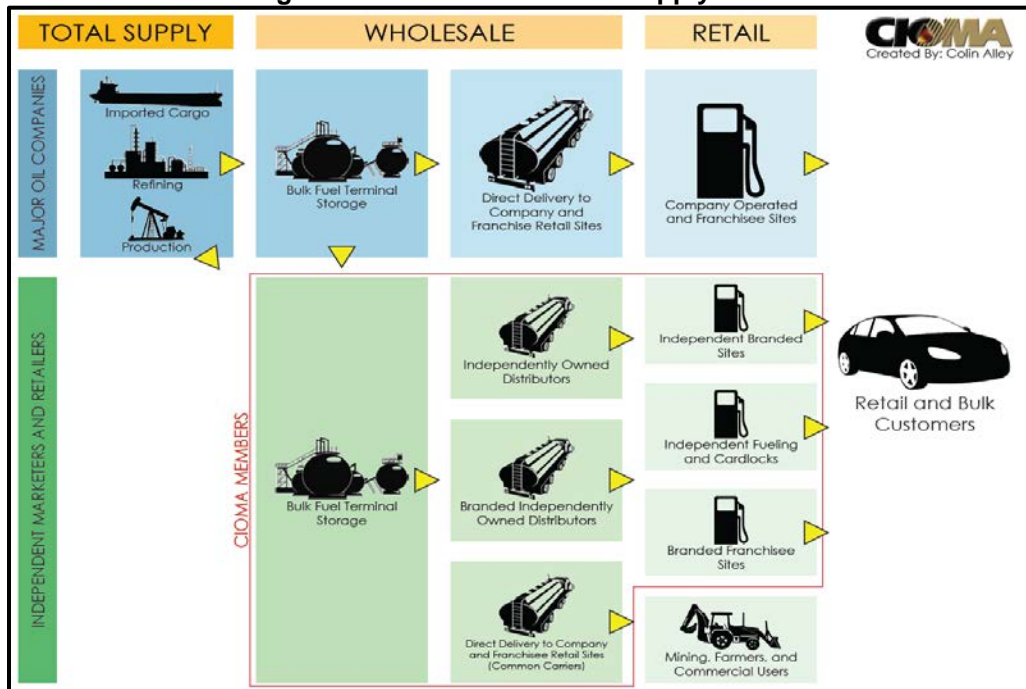 TOTAL SUPPLY
WHOLESALE
RETAIL
CIOMA
Created By: Colin Alley
MAJOR OIL COMPANIES
Imported Cargo
Refining
Production
Bulk Fuel Terminal
Storage
Direct Delivery to
Company and
Franchise Retail Sites
Company Operated
and Franchisee Sites
INDEPENDENT MARKETERS AND RETAILERS
CIOMA MEMBERS
Bulk Fuel Terminal
Storage
Independently Owned
Distributors
Branded Independently
Owned Distributors
Direct Delivery to Company
and Franchisee Retail Sites
(Common Carriers)
Independent Branded
Sites
Independent Fueling
and Cardlocks
Branded Franchisee
Sites
Mining, Farmers, and
Commercial Users
Retail and Bulk
Customers